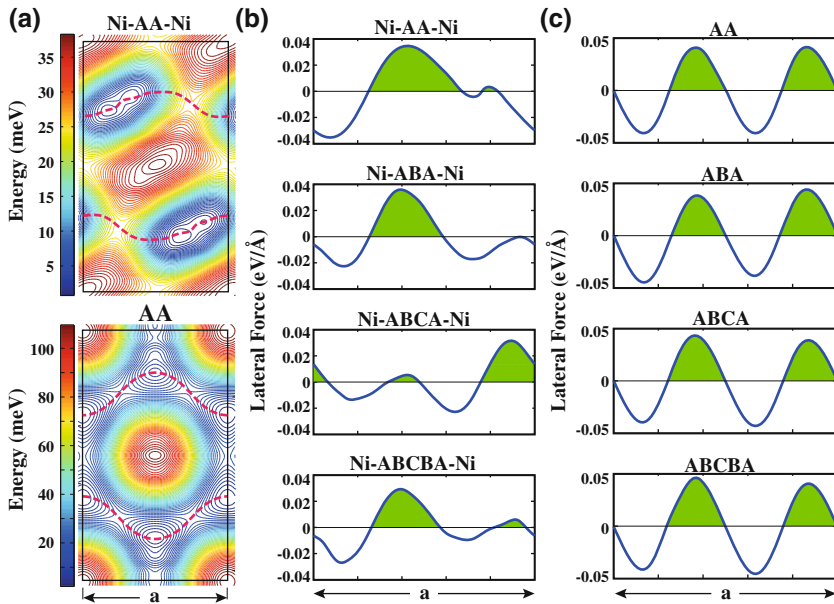 (a)
Ni-AA-Ni
35
30
25
20
15
10
5
Energy (meV)
AA
100
80
60
40
20
Energy (meV)
a
(b)
Ni-AA-Ni
0.04
0.02
0
-0.02
-0.04
Ni-ABA-Ni
0.04
0.02
0
-0.02
-0.04
Ni-ABCA-Ni
0.04
0.02
0
-0.02
0.04
Ni-ABCBA-Ni
0.04
0.02
0
0.02
-0.04
Lateral Force (eV/Å)
a
(c)
AA
0.05
0
-0.05
ABA
0.05
0
-0.05
ABCA
0.05
0
-0.05
ABCBA
0.05
0
-0.05
Lateral Force (eV/Å)
a